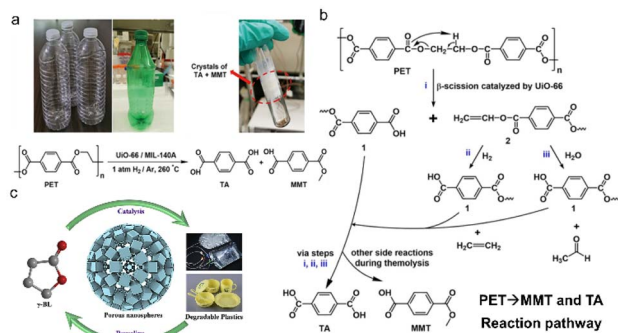 a
Crystals of
TA + MMT
PET
n
UiO-66 / MIL-140A
1 atm H₂ / Ar, 260 °C
TA
+
MMT
b
PET
n
i
β-scission catalyzed by UiO-66
1
+
2
ii
H₂
iii
H₂O
1
1
+
H₂C=CH₂
+
H₃C
via steps
i, ii, iii
other side reactions
during themolysis
TA
MMT
PET→MMT and TA
Reaction pathway
c
Catalysis
γ-BL
Porous nanospheres
Degradable Plastics